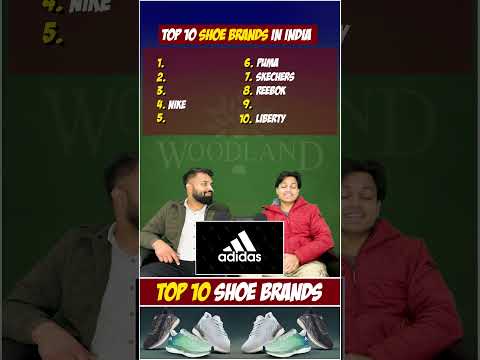 TOP 10 SHOE BRANDS IN INDIA
1.
2.
3.
4. NIKE
5.
6. PUMA
7. SKECHERS
8. REEBOK
9.
10. LIBERTY
WOODLAND
adidas
TOP 10 SHOE BRANDS
4. NIKE
5.